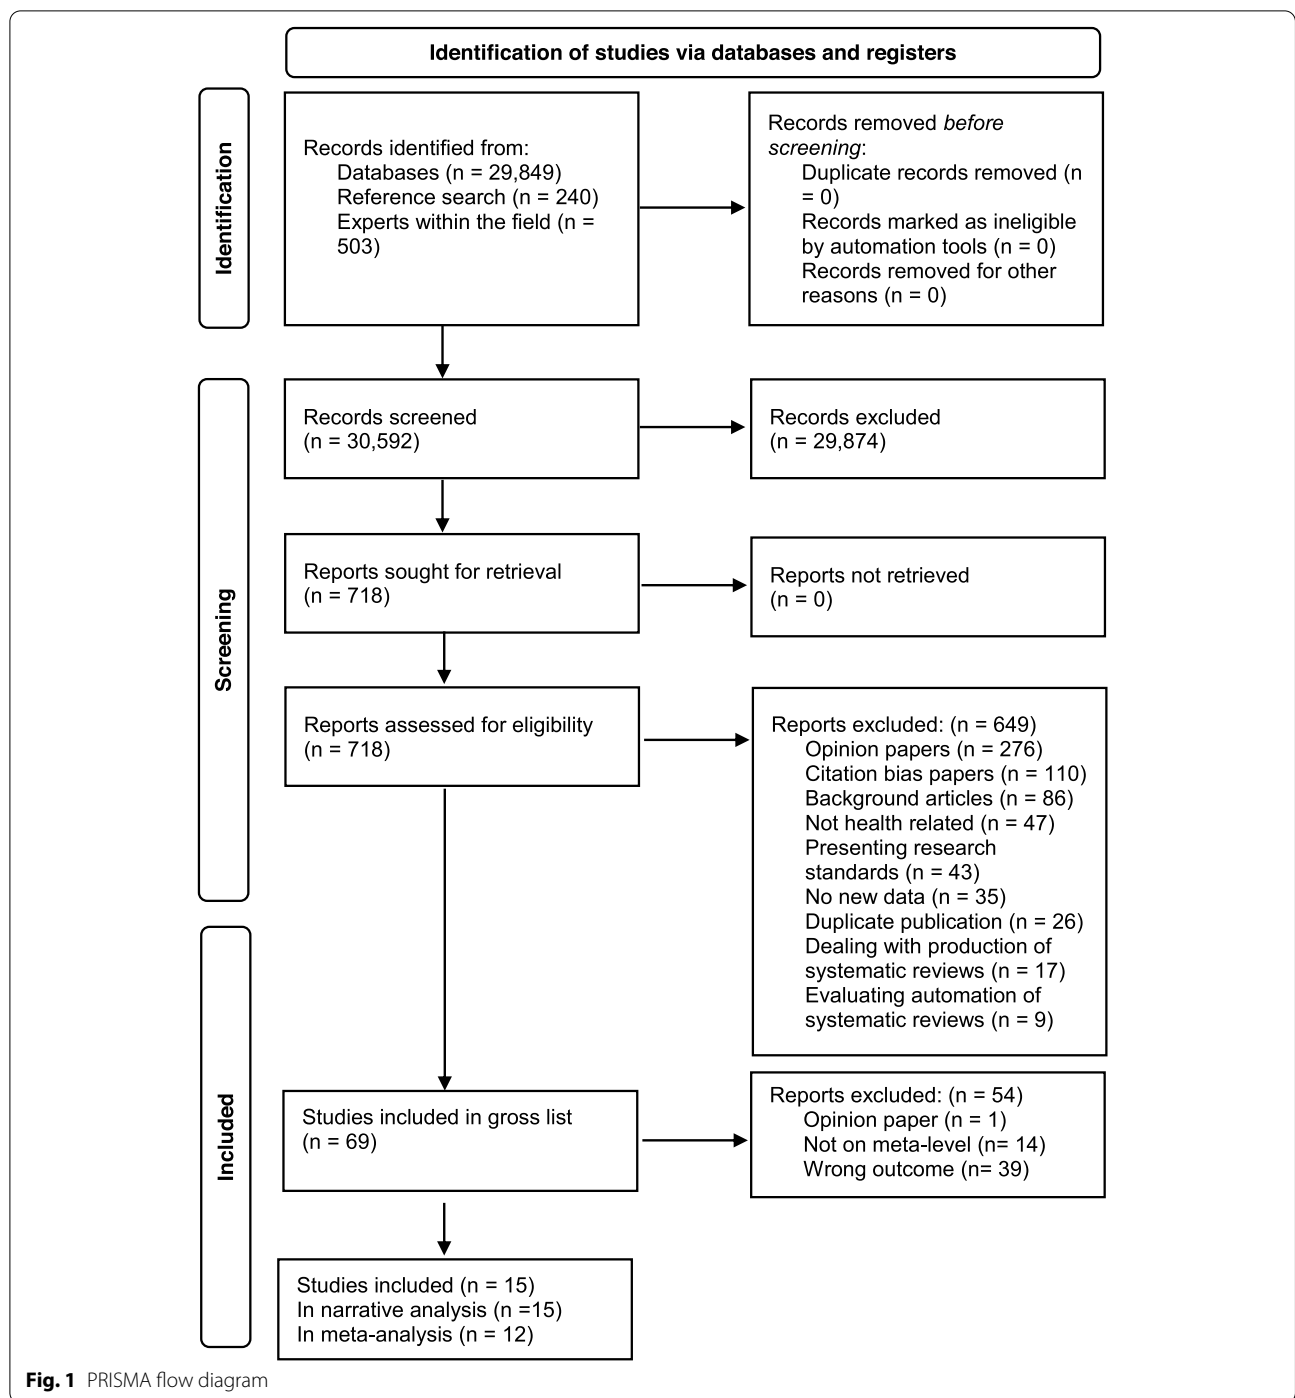 Identification of studies via databases and registers
Identification
Records identified from:
Databases (n = 29,849)
Reference search (n = 240)
Experts within the field (n =
503)
Records removed before
screening:
Duplicate records removed (n
= 0)
Records marked as ineligible
by automation tools (n = 0)
Records removed for other
reasons (n = 0)
Screening
Records screened
(n = 30,592)
Records excluded
(n = 29,874)
Reports sought for retrieval
(n = 718)
Reports not retrieved
(n = 0)
Reports assessed for eligibility
(n = 718)
Reports excluded: (n = 649)
Opinion papers (n = 276)
Citation bias papers (n = 110)
Background articles (n = 86)
Not health related (n = 47)
Presenting research
standards (n = 43)
No new data (n = 35)
Duplicate publication (n = 26)
Dealing with production of
systematic reviews (n = 17)
Evaluating automation of
systematic reviews (n = 9)
Included
Studies included in gross list
(n = 69)
Reports excluded: (n = 54)
Opinion paper (n = 1)
Not on meta-level (n= 14)
Wrong outcome (n= 39)
Studies included (n = 15)
In narrative analysis (n =15)
In meta-analysis (n = 12)
Fig. 1 PRISMA flow diagram